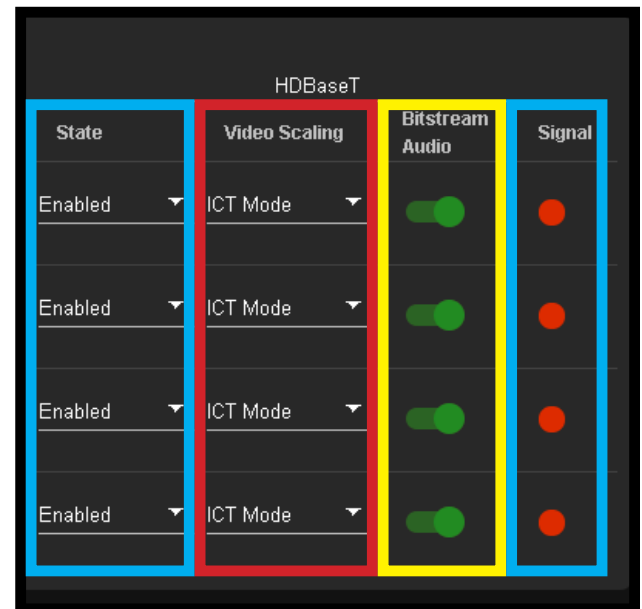 HDBaseT
State Video Scaling Bitstream Audio Signal
Enabled ICT Mode
Enabled ICT Mode
Enabled ICT Mode
Enabled ICT Mode